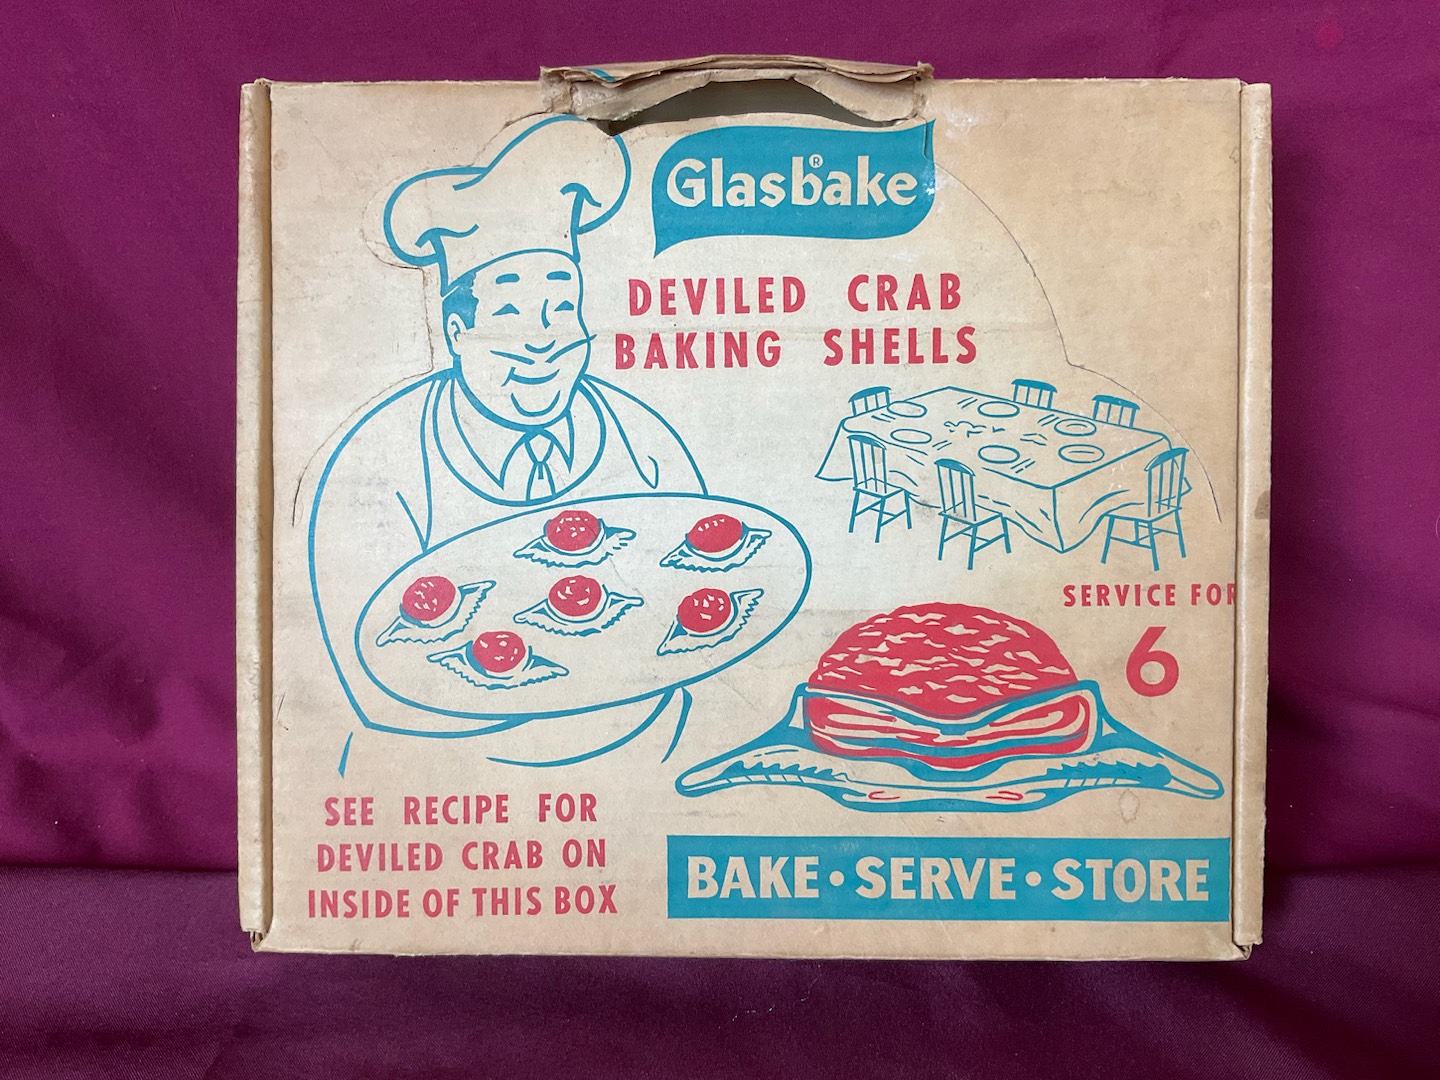 Glasbake®
DEVILED CRAB
BAKING SHELLS
SERVICE FOR
6
SEE RECIPE FOR
DEVILED CRAB ON
INSIDE OF THIS BOX
BAKE • SERVE • STORE